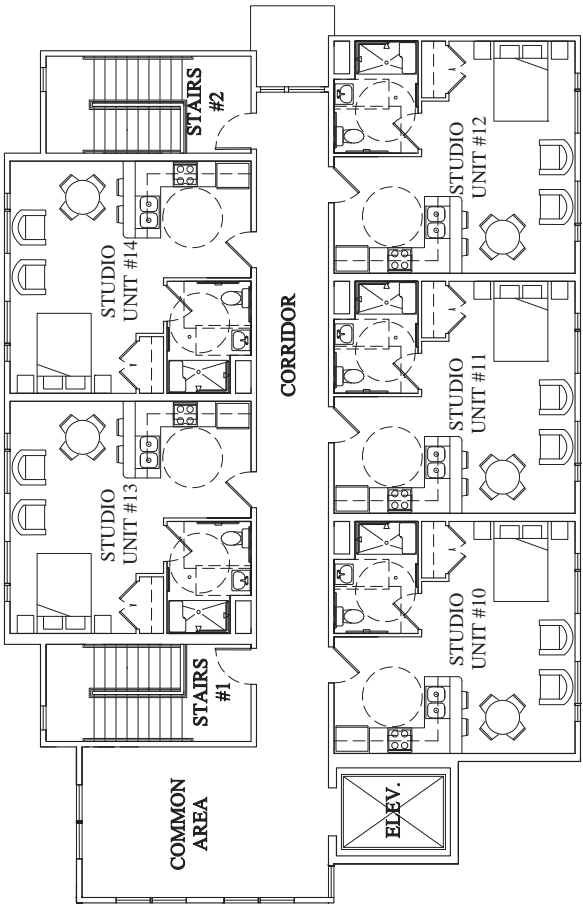 STAIRS
#2
STUDIO
UNIT #12
STUDIO
UNIT #14
CORRIDOR
STUDIO
UNIT #11
STUDIO
UNIT #13
STUDIO
UNIT #10
STAIRS
#1
COMMON
AREA
ELEV.